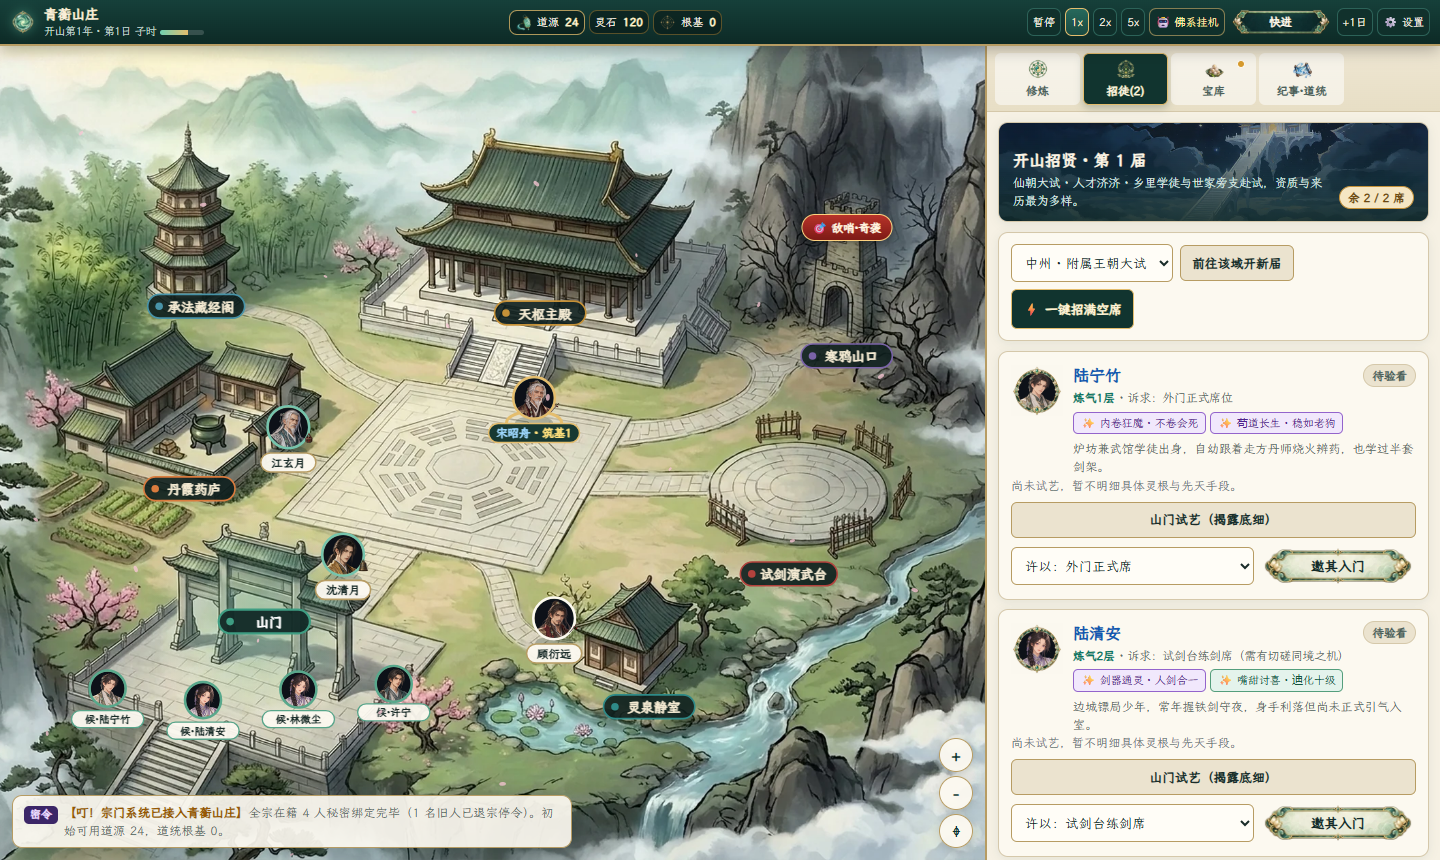 青蘅山庄
开山第1年·第1日 子时
道源 24
灵石 120
根基 0
暂停
1x
2x
5x
佛系挂机
快进
+1日
设置
修炼
招徒(2)
宝库
纪事·道统
开山招贤·第 1 届
仙朝大试·人才济济·乡里学徒与世家旁支赴试，资质与来
历最为多样。
余 2 / 2 席
中州·附属王朝大试
前往该域开新届
一键招满空席
陆宁竹
待验看
炼气1层·诉求：外门正式席位
内卷狂魔·不卷会死
苟道长生·稳如老狗
炉坊兼武馆学徒出身，自幼跟着走方丹师烧火辨药，也学过半套
剑架。
尚未试艺，暂不明细具体灵根与先天手段。
山门试艺（揭露底细）
许以：外门正式席
邀其入门
陆清安
待验看
炼气2层·诉求：试剑台练剑席（需有切磋同境之机）
剑器通灵·人剑合一
嘴甜讨喜·迪化十级
边城镖局少年，常年握铁剑守夜，身手利落但尚未正式引气入
室。
尚未试艺，暂不明细具体灵根与先天手段。
山门试艺（揭露底细）
许以：试剑台练剑席
邀其入门
承法藏经阁
天枢主殿
敌哨·奇袭
寒鸦山口
宋昭舟·筑基1
江玄月
丹霞药庐
沈清月
试剑演武台
山门
顾衍远
灵泉静室
候·陆宁竹
候·陆清安
候·林微尘
候·许宁
+
-
密令
【叮！宗门系统已接入青蘅山庄】全宗在籍 4 人秘密绑定完毕（1 名旧人已退宗停令）。初
始可用道源 24，道统根基 0。